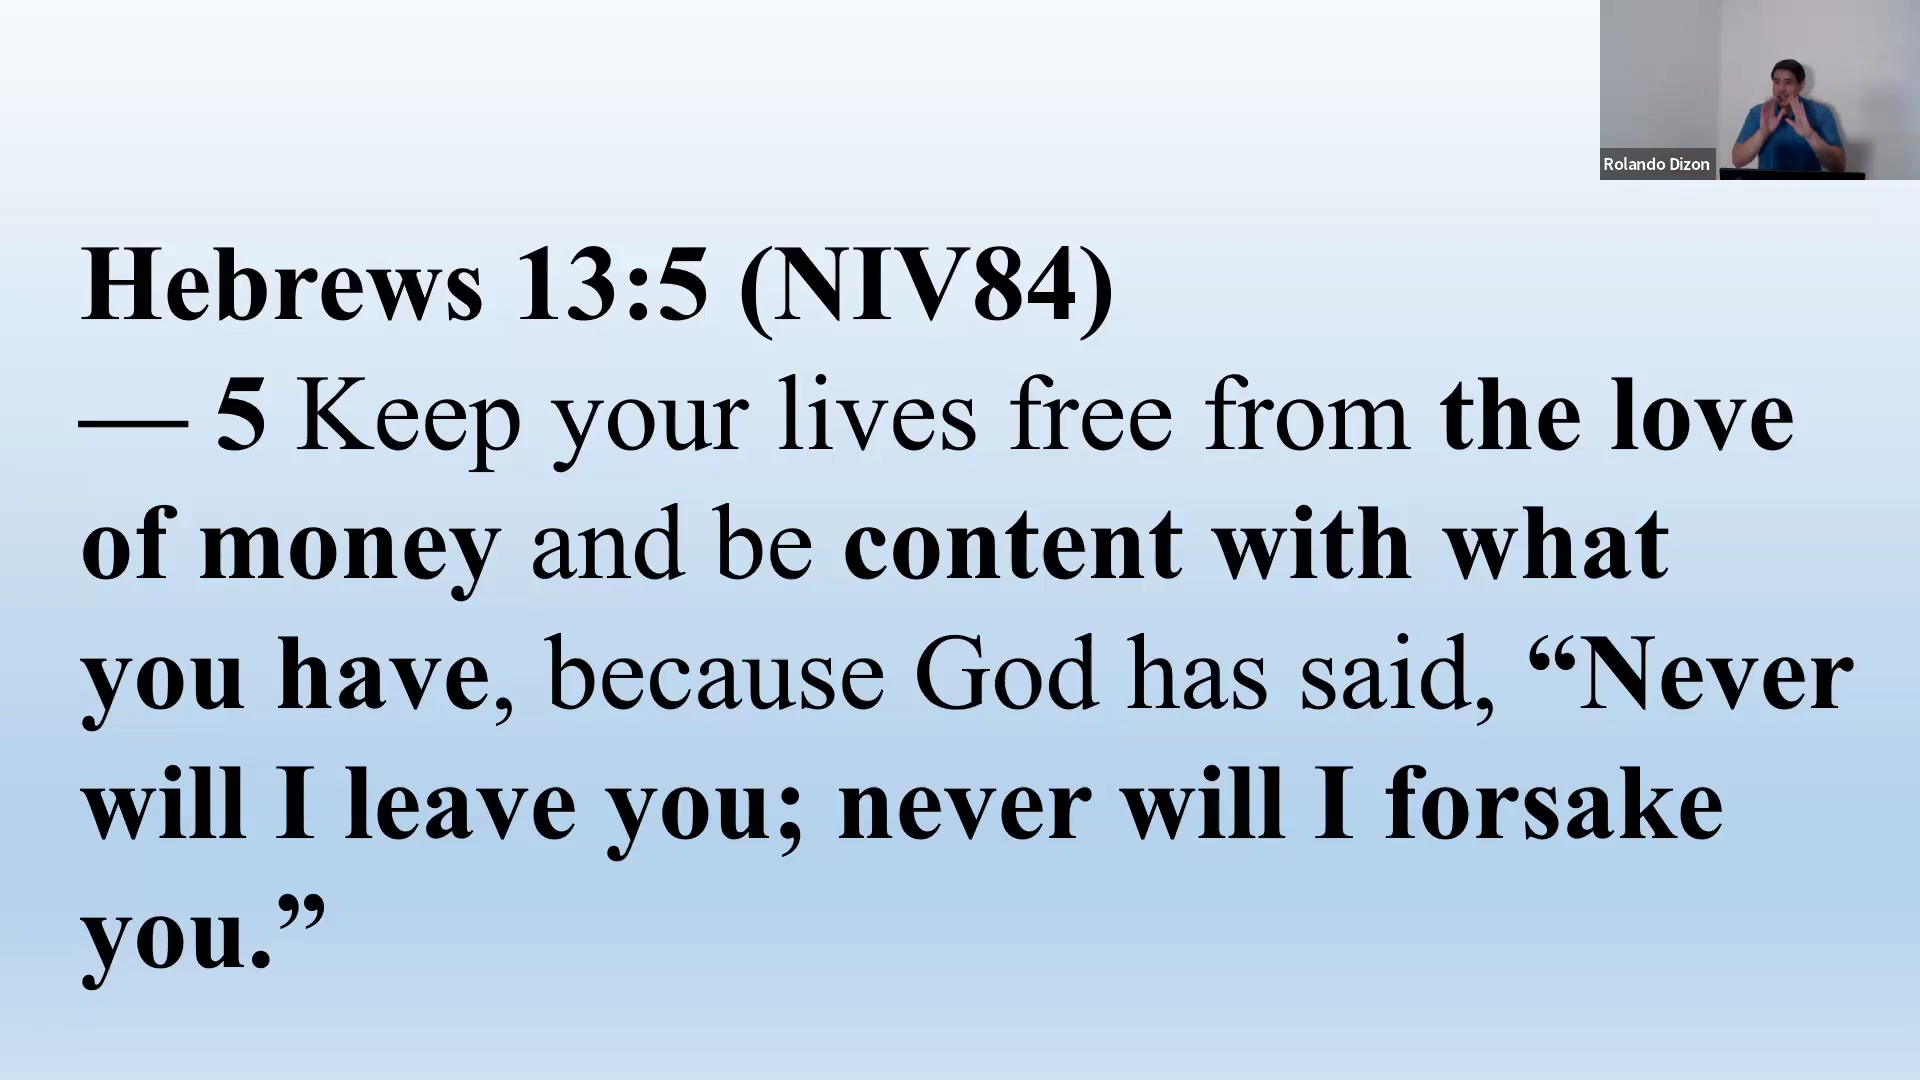 Rolando Dizon
Hebrews 13:5 (NIV84)
— 5 Keep your lives free from the love
of money and be content with what
you have, because God has said, “Never
will I leave you; never will I forsake
you.”